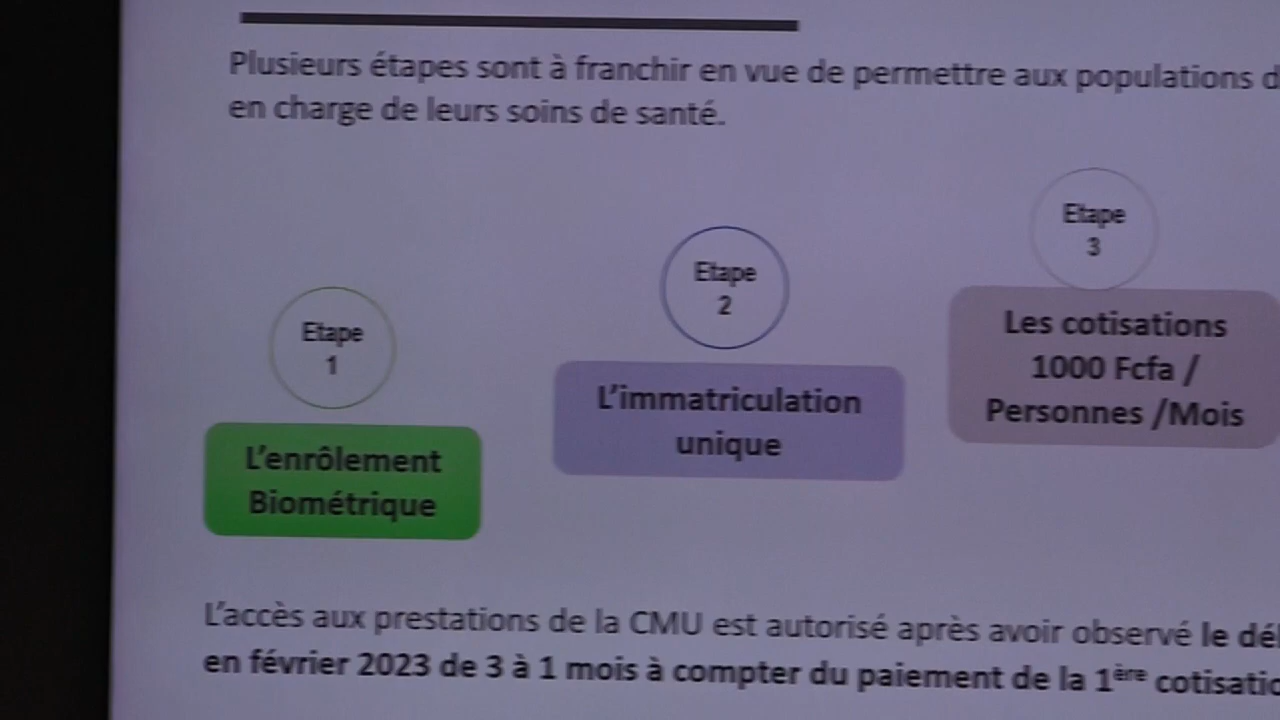 Plusieurs étapes sont à franchir en vue de permettre aux populations
en charge de leurs soins de santé.
Etape
1
L'enrôlement
Biométrique
Etape
2
L'immatriculation
unique
Etape
3
Les cotisations
1000 Fcfa /
Personnes /Mois
L'accès aux prestations de la CMU est autorisé après avoir observé le
en février 2023 de 3 à 1 mois à compter du paiement de la 1ère